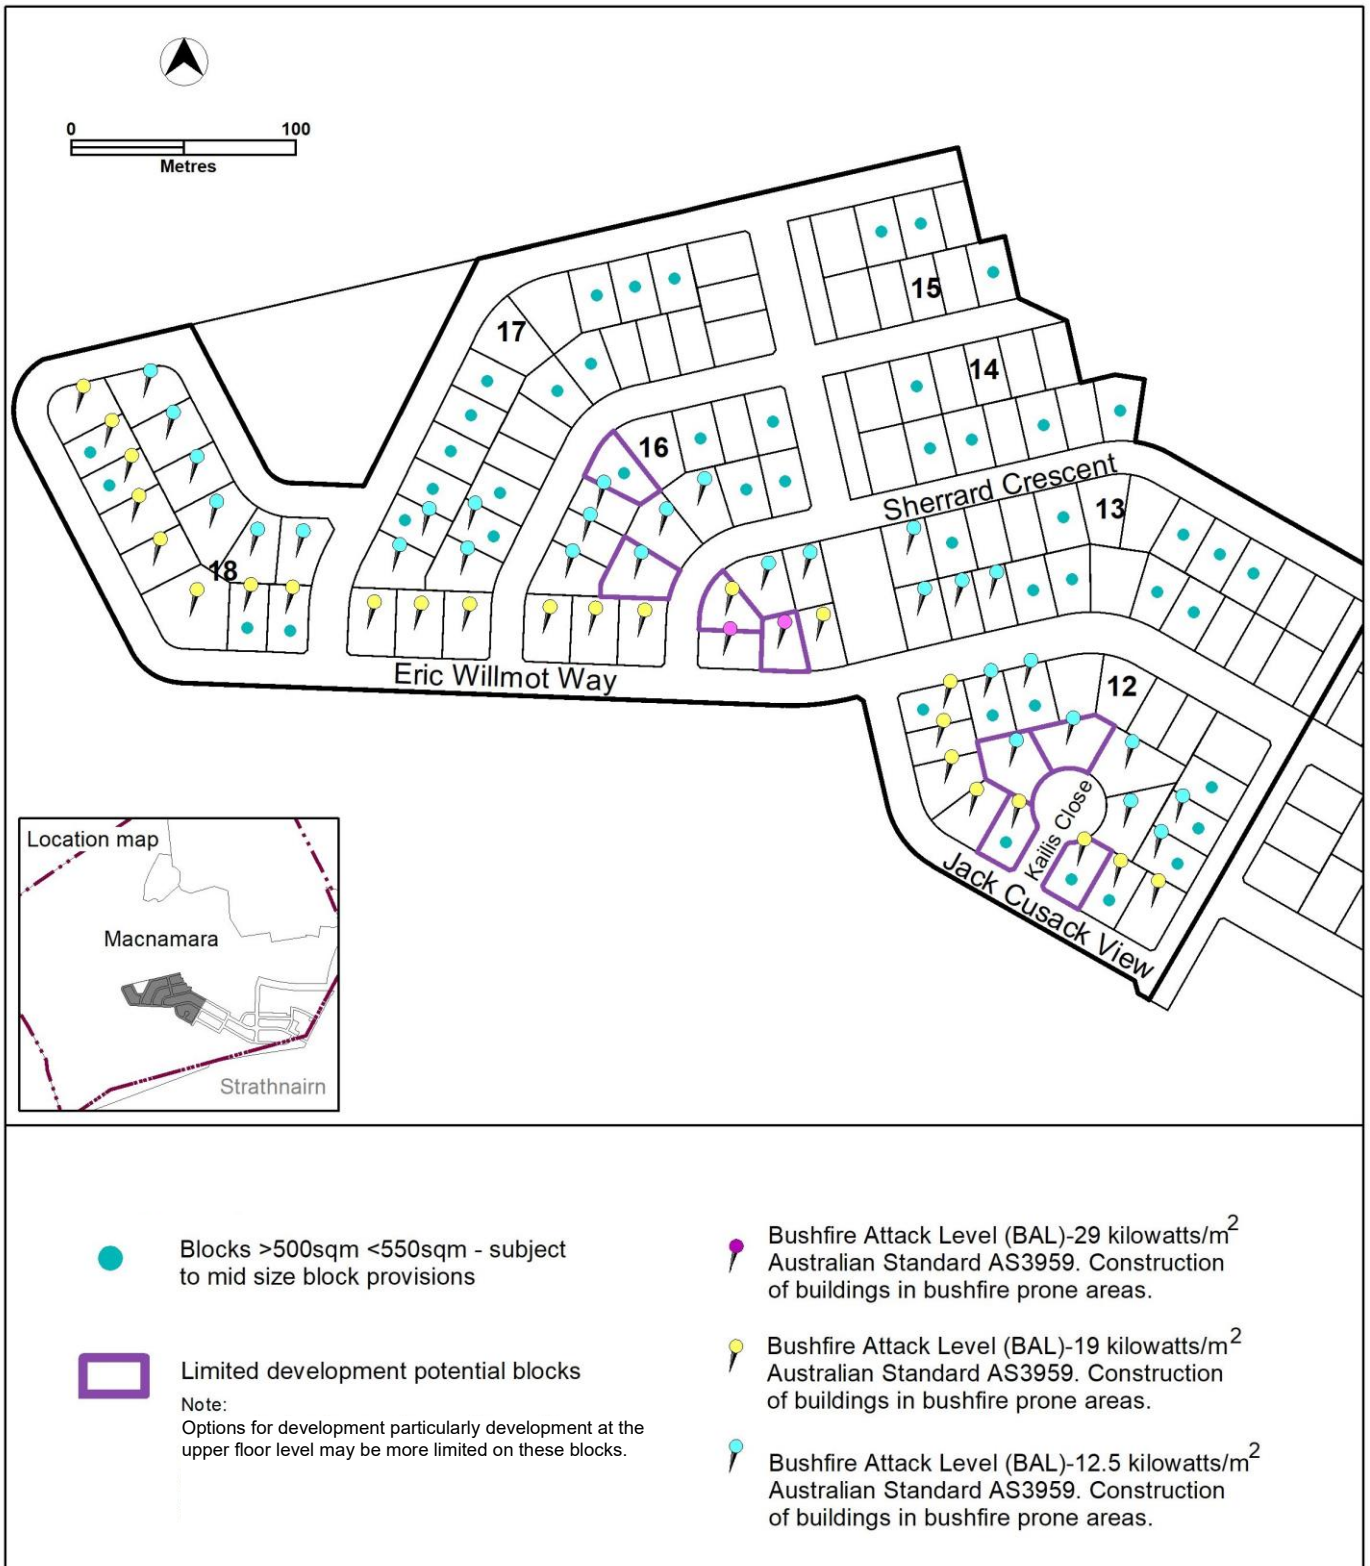 0 100
Metres
15
17
14
16
Sherrard Crescent
13
18
Eric Willmot Way
12
Kailis Close
Jack Cusack View
Location map
Macnamara
Strathnairn
Blocks >500sqm <550sqm - subject
to mid size block provisions
Limited development potential blocks
Note:
Options for development particularly development at the
upper floor level may be more limited on these blocks.
Bushfire Attack Level (BAL)-29 kilowatts/m²
Australian Standard AS3959. Construction
of buildings in bushfire prone areas.
Bushfire Attack Level (BAL)-19 kilowatts/m²
Australian Standard AS3959. Construction
of buildings in bushfire prone areas.
Bushfire Attack Level (BAL)-12.5 kilowatts/m²
Australian Standard AS3959. Construction
of buildings in bushfire prone areas.